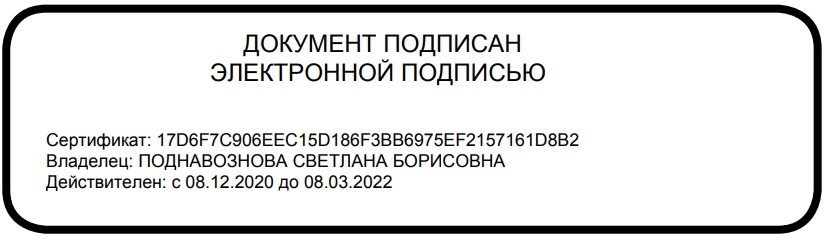 ДОКУМЕНТ ПОДПИСАН
ЭЛЕКТРОННОЙ ПОДПИСЬЮ
Сертификат: 17D6F7C906EEC15D186F3BB6975EF2157161D8B2
Владелец: ПОДНАВОЗНОВА СВЕТЛАНА БОРИСОВНА
Действителен: с 08.12.2020 до 08.03.2022